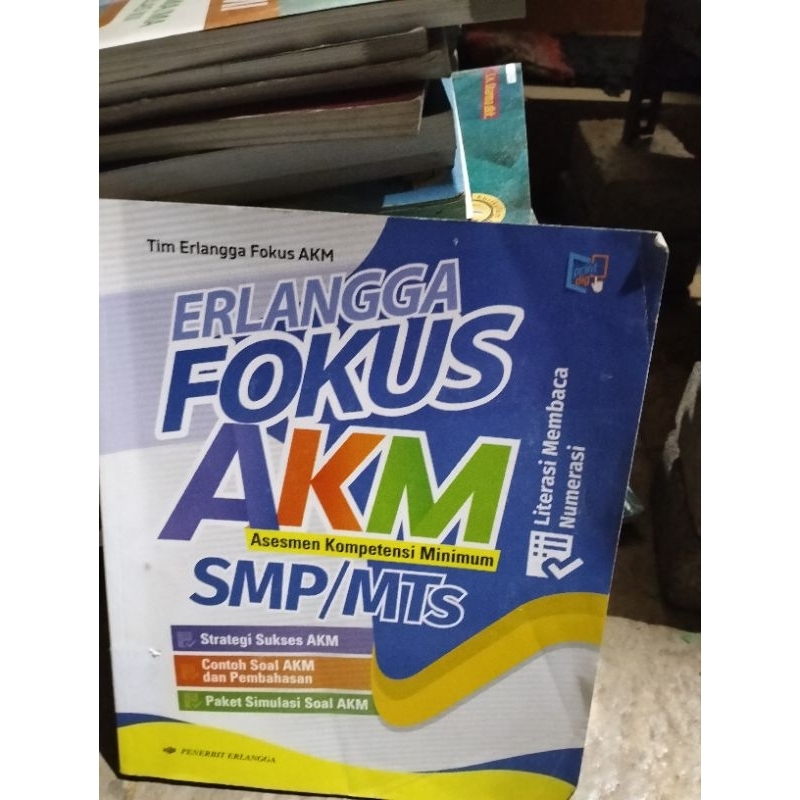 Tim Erlangga Fokus AKM
ERLANGGA
FOKUS
AKM
Asesmen Kompetensi Minimum
SMP/MTs
Literasi Membaca
Numerasi
Strategi Sukses AKM
Contoh Soal AKM
dan Pembahasan
Paket Simulasi Soal AKM
PENERBIT ERLANGGA